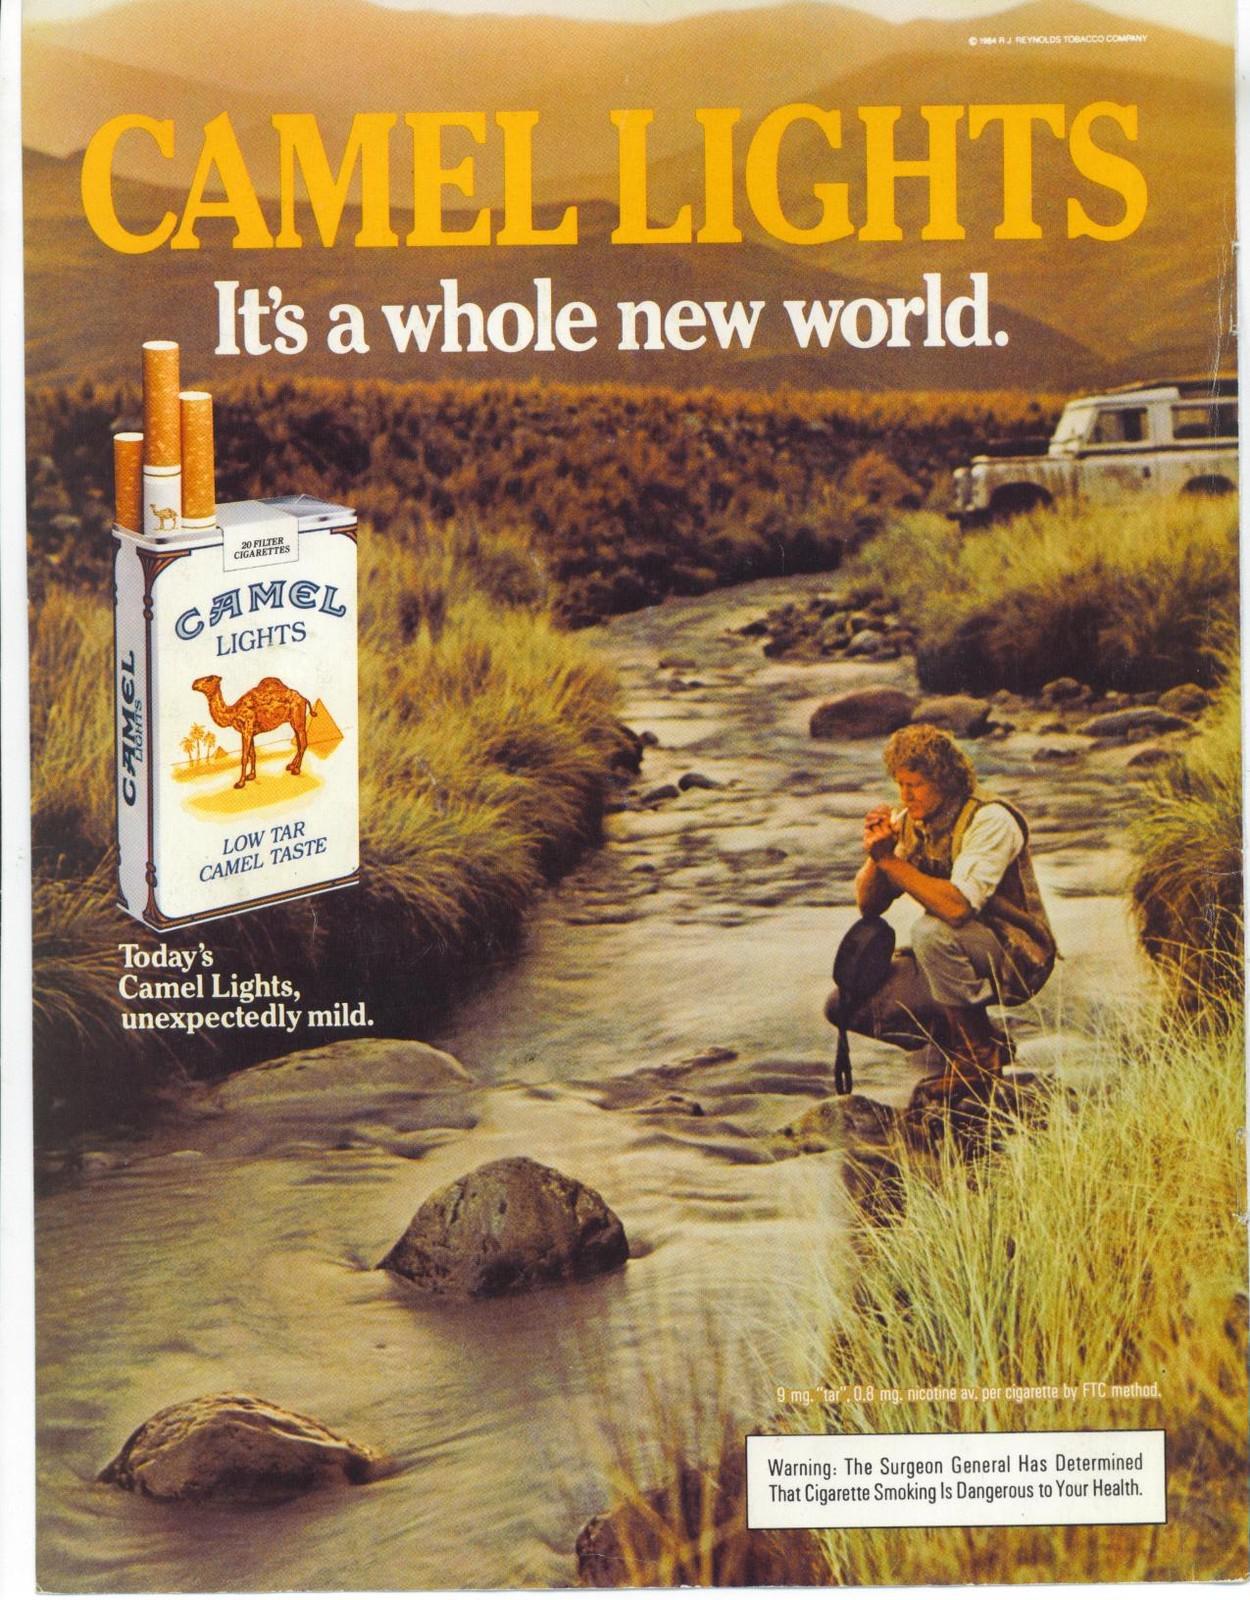 © 1984 R.J. REYNOLDS TOBACCO COMPANY
CAMEL LIGHTS
It's a whole new world.
20 FILTER
CIGARETTES
CAMEL
LIGHTS
CAMEL
LIGHTS
LOW TAR
CAMEL TASTE
Today's
Camel Lights,
unexpectedly mild.
9 mg. "tar", 0.8 mg. nicotine av. per cigarette by FTC method.
Warning: The Surgeon General Has Determined
That Cigarette Smoking Is Dangerous to Your Health.